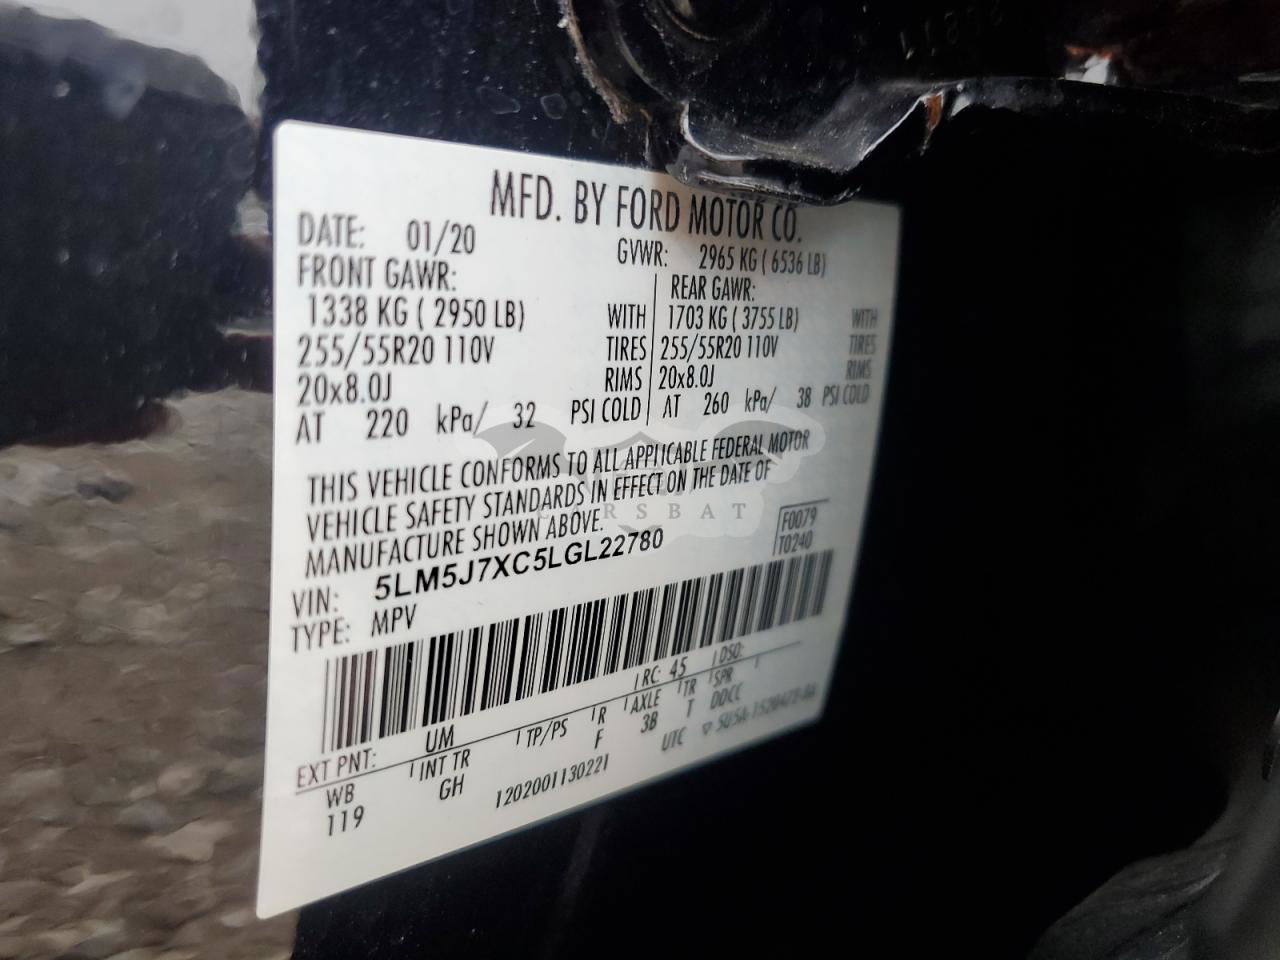 MFD. BY FORD MOTOR CO.
DATE: 01/20
GVWR: 2965 KG ( 6536 LB)
FRONT GAWR:
1338 KG ( 2950 LB) WITH
255/55R20 110V TIRES
20x8.0J RIMS
AT 220 kPa/ 32 PSI COLD
REAR GAWR:
1703 KG ( 3755 LB) WITH
255/55R20 110V TIRES
20x8.0J RIMS
AT 260 kPa/ 38 PSI COLD
THIS VEHICLE CONFORMS TO ALL APPLICABLE FEDERAL MOTOR
VEHICLE SAFETY STANDARDS IN EFFECT ON THE DATE OF
MANUFACTURE SHOWN ABOVE.
CARSBAT
F0079
T0240
VIN: 5LM5J7XC5LGL22780
TYPE: MPV
EXT PNT: UM RC: 45 DSO:
WB INT TR TP/PS R AXLE TR SPR
119 GH F 3B T DDCC
1202001130221 UTC